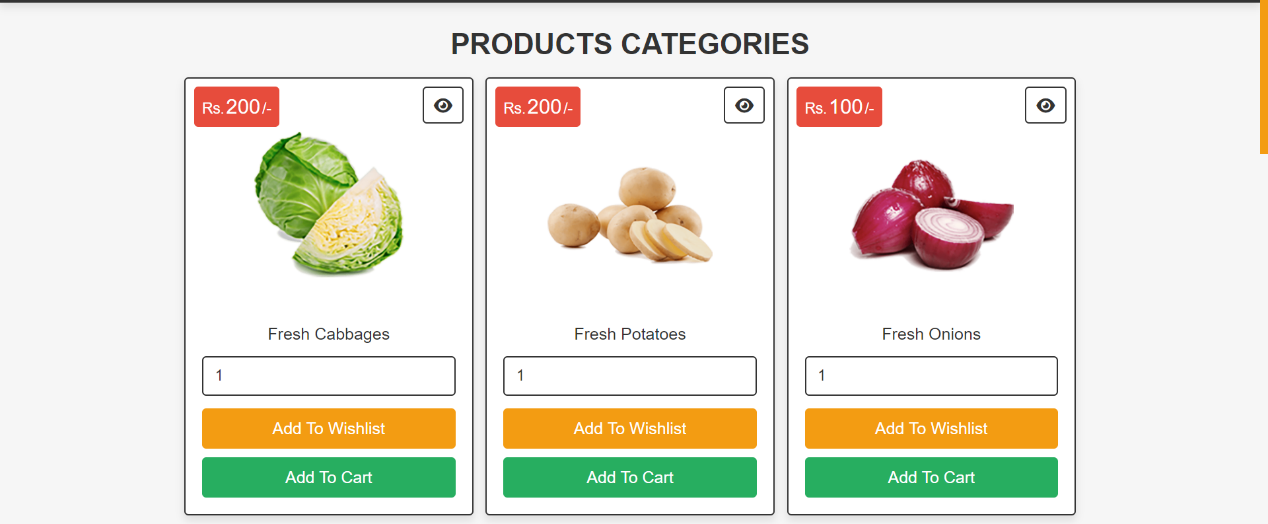 PRODUCTS CATEGORIES
Rs.200/-
Fresh Cabbages
1
Add To Wishlist
Add To Cart
Rs.200/-
Fresh Potatoes
1
Add To Wishlist
Add To Cart
Rs.100/-
Fresh Onions
1
Add To Wishlist
Add To Cart